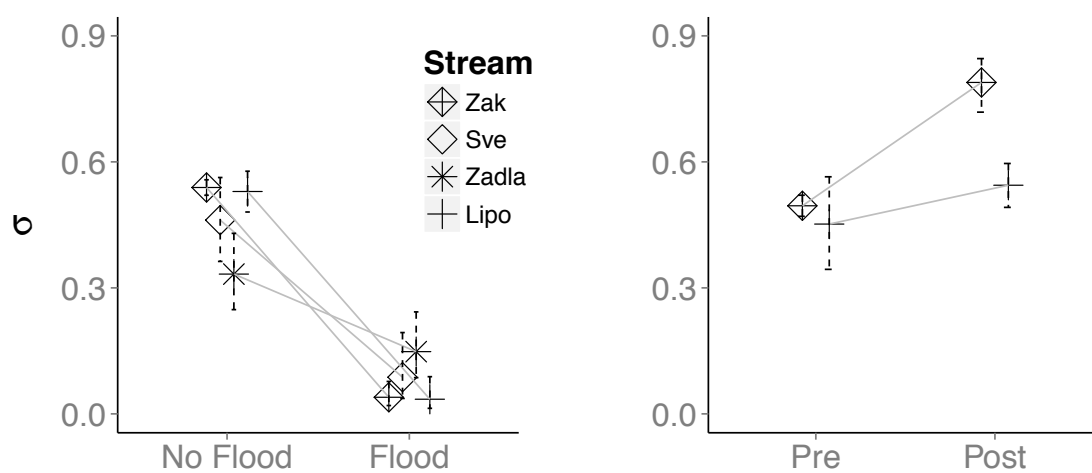 σ
0.9
0.6
0.3
0.0
No Flood Flood
Stream
Zak
Sve
Zadla
Lipo
0.9
0.6
0.3
0.0
Pre Post